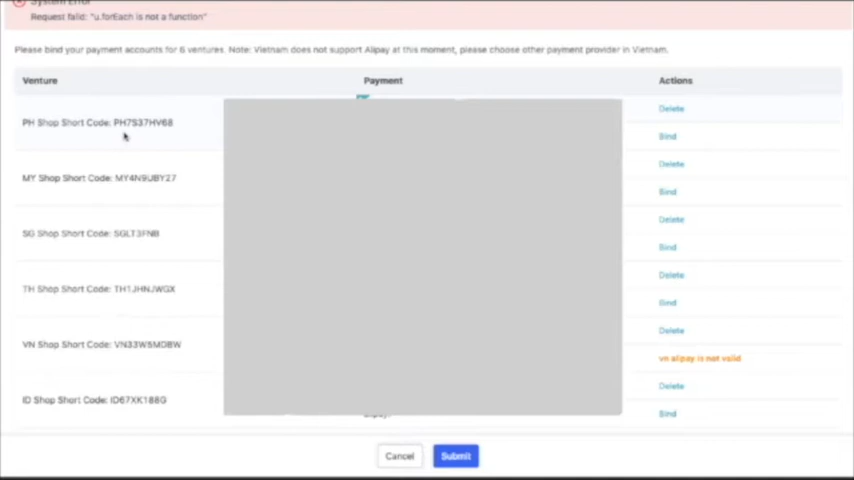 System Error
Request faild: "u.forEach is not a function"
Please bind your payment accounts for 6 ventures. Note: Vietnam does not support Alipay at this moment, please choose other payment provider in Vietnam.
Venture Payment Actions
Delete
PH Shop Short Code: PH7S37HV68
Bind
Delete
MY Shop Short Code: MY4N9UBY27
Bind
Delete
SG Shop Short Code: SGLT3FNB
Bind
Delete
TH Shop Short Code: TH1JHNJWGX
Bind
Delete
VN Shop Short Code: VN33W5MDBW
vn alipay is not valid
Delete
ID Shop Short Code: ID67XK188G
Bind
Cancel Submit